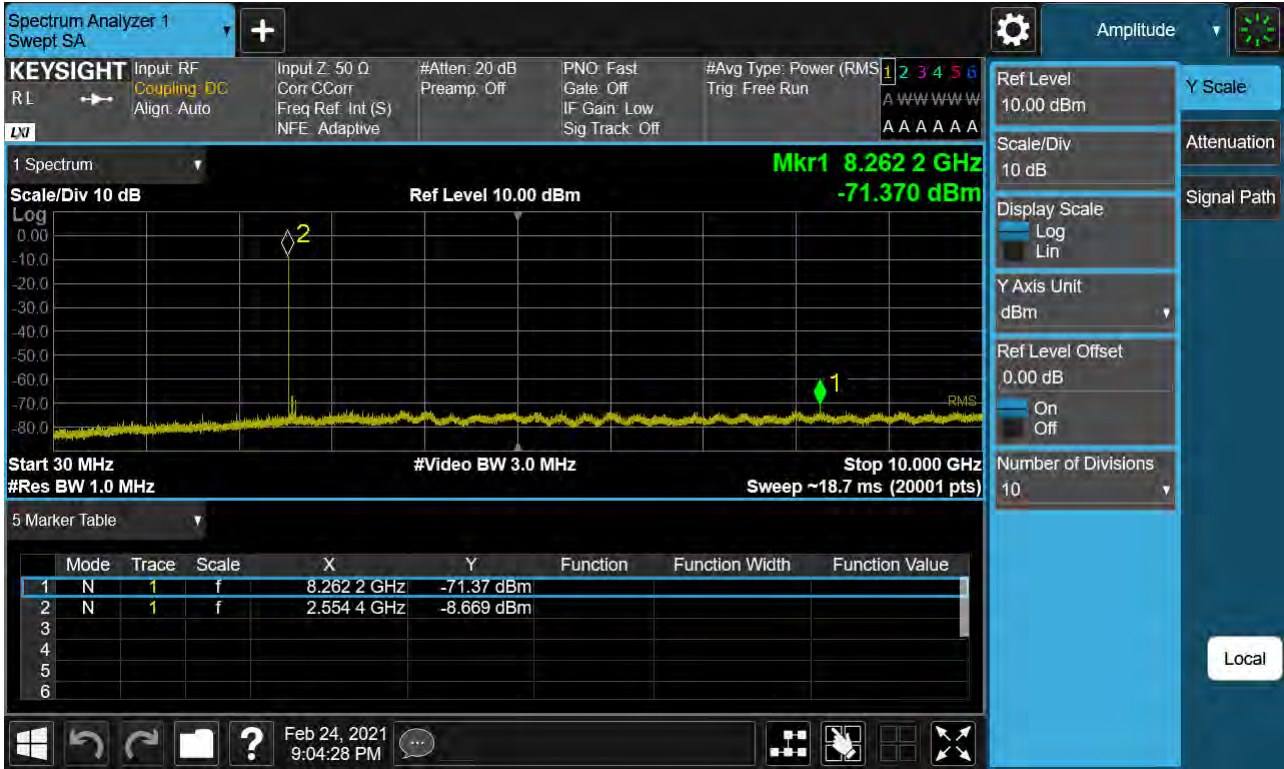 Spectrum Analyzer 1
Swept SA
Amplitude
KEYSIGHT
R L
LXI
Input: RF
Coupling: DC
Align: Auto
Input Z: 50 Ω
Corr CCorr
Freq Ref: Int (S)
NFE: Adaptive
#Atten: 20 dB
Preamp: Off
PNO: Fast
Gate: Off
IF Gain: Low
Sig Track: Off
#Avg Type: Power (RMS
Trig: Free Run
1 2 3 4 5 6
A W W W W W
A A A A A A
1 Spectrum
Mkr1 8.262 2 GHz
-71.370 dBm
Scale/Div 10 dB
Ref Level 10.00 dBm
Log
0.00
-10.0
-20.0
-30.0
-40.0
-50.0
-60.0
-70.0
-80.0
2
1
RMS
Start 30 MHz
#Video BW 3.0 MHz
Stop 10.000 GHz
#Res BW 1.0 MHz
Sweep ~18.7 ms (20001 pts)
5 Marker Table
Mode Trace Scale X Y Function Function Width Function Value
1 N 1 f 8.262 2 GHz -71.37 dBm
2 N 1 f 2.554 4 GHz -8.669 dBm
3
4
5
6
Feb 24, 2021
9:04:28 PM
Ref Level
10.00 dBm
Scale/Div
10 dB
Display Scale
Log
Lin
Y Axis Unit
dBm
Ref Level Offset
0.00 dB
On
Off
Number of Divisions
10
Y Scale
Attenuation
Signal Path
Local